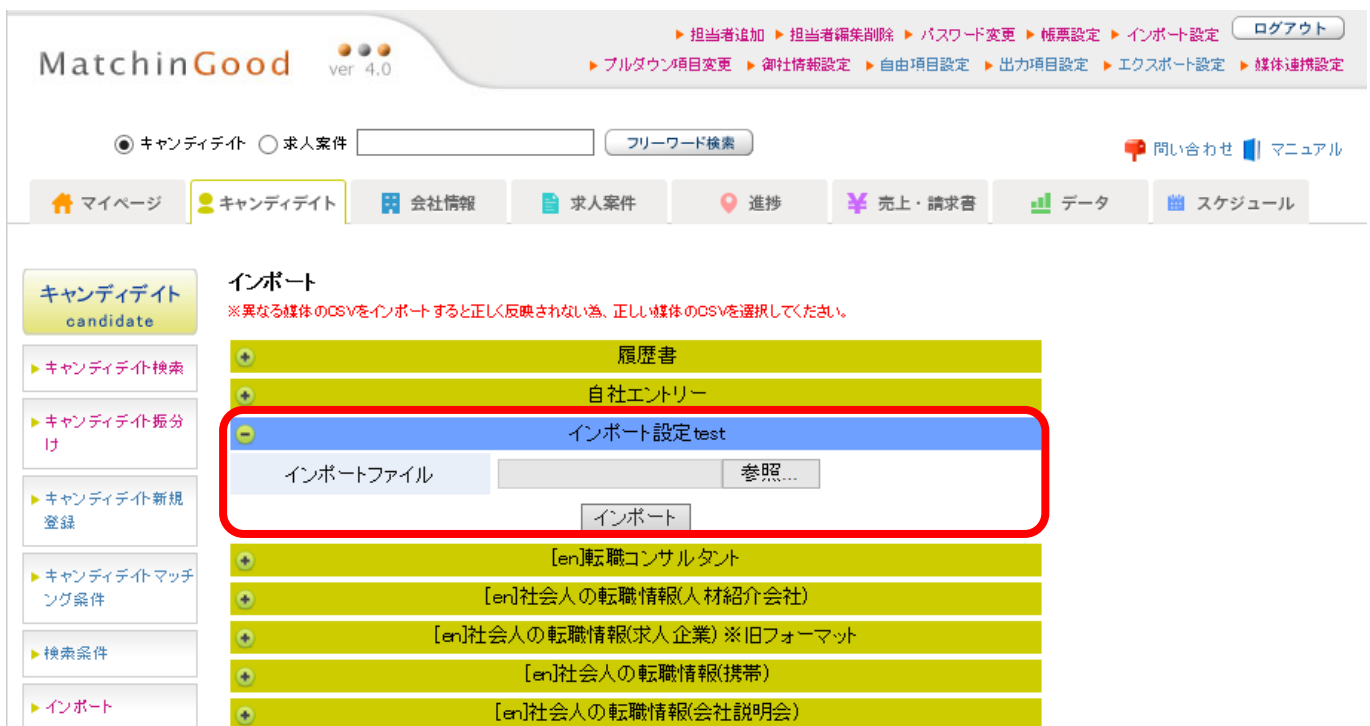 担当者追加 担当者編集削除 パスワード変更 帳票設定 インポート設定 ログアウト
MatchinGood ver 4.0
プルダウン項目変更 御社情報設定 自由項目設定 出力項目設定 エクスポート設定 媒体連携設定
キャンディデイト 求人案件 フリーワード検索
問い合わせ マニュアル
マイページ キャンディデイト 会社情報 求人案件 進捗 売上・請求書 データ スケジュール
キャンディデイト
candidate
キャンディデイト検索
キャンディデイト振分
け
キャンディデイト新規
登録
キャンディデイトマッチ
ング条件
検索条件
インポート
インポート
※異なる媒体のCSVをインポートすると正しく反映されない為、正しい媒体のCSVを選択してください。
履歴書
自社エントリー
インポート設定test
インポートファイル 参照...
インポート
[en]転職コンサルタント
[en]社会人の転職情報(人材紹介会社)
[en]社会人の転職情報(求人企業) ※旧フォーマット
[en]社会人の転職情報(携帯)
[en]社会人の転職情報(会社説明会)